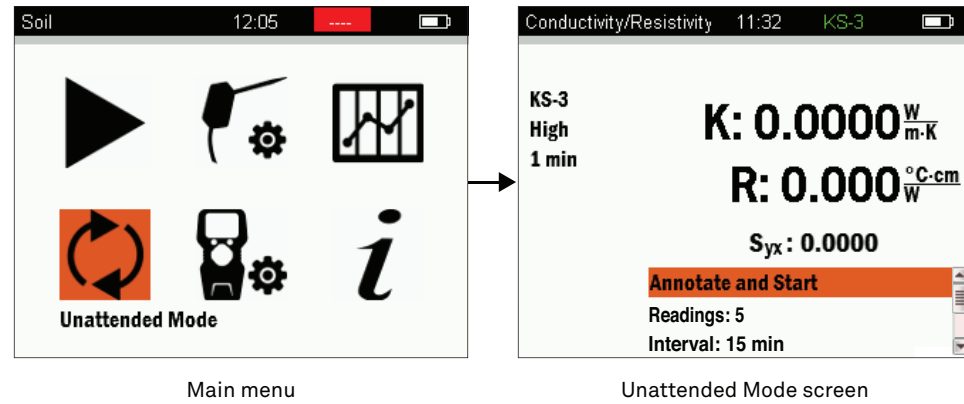 Soil 12:05 ----
Unattended Mode
Conductivity/Resistivity 11:32 KS-3
KS-3
High
1 min
K: 0.0000 W/m·K
R: 0.000 °C·cm/W
Syx: 0.0000
Annotate and Start
Readings: 5
Interval: 15 min
Main menu
Unattended Mode screen